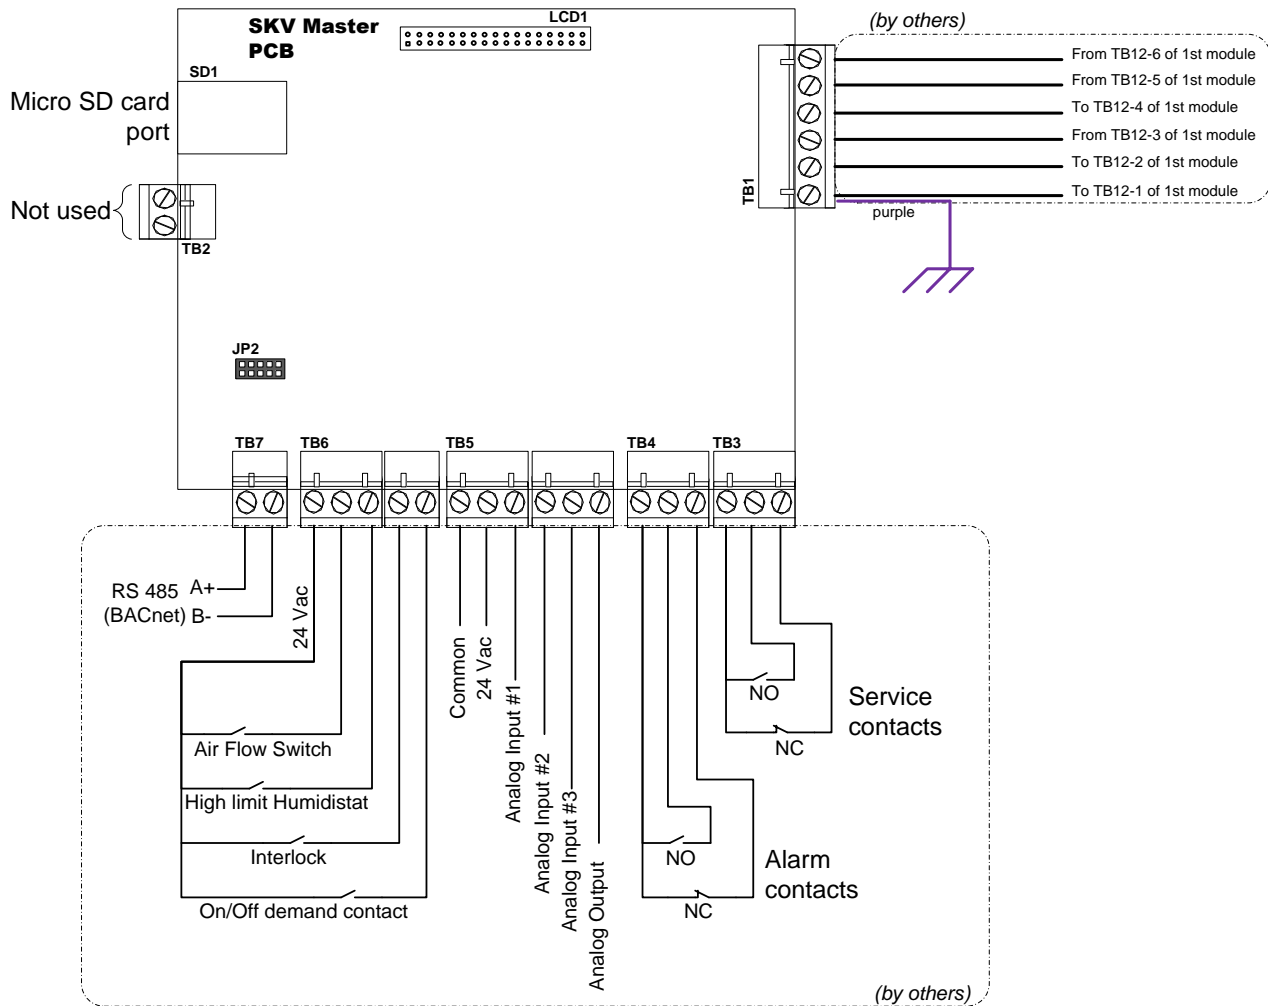 SKV Master
PCB
LCD1
(by others)
SD1
Micro SD card
port
From TB12-6 of 1st module
From TB12-5 of 1st module
To TB12-4 of 1st module
From TB12-3 of 1st module
To TB12-2 of 1st module
To TB12-1 of 1st module
TB1
purple
Not used
TB2
JP2
TB7
TB6
TB5
TB4
TB3
RS 485
(BACnet)
A+
B-
24 Vac
Air Flow Switch
High limit Humidistat
Interlock
On/Off demand contact
Common
24 Vac
Analog Input #1
Analog Input #2
Analog Input #3
Analog Output
NO
NC
Service
contacts
NO
NC
Alarm
contacts
(by others)